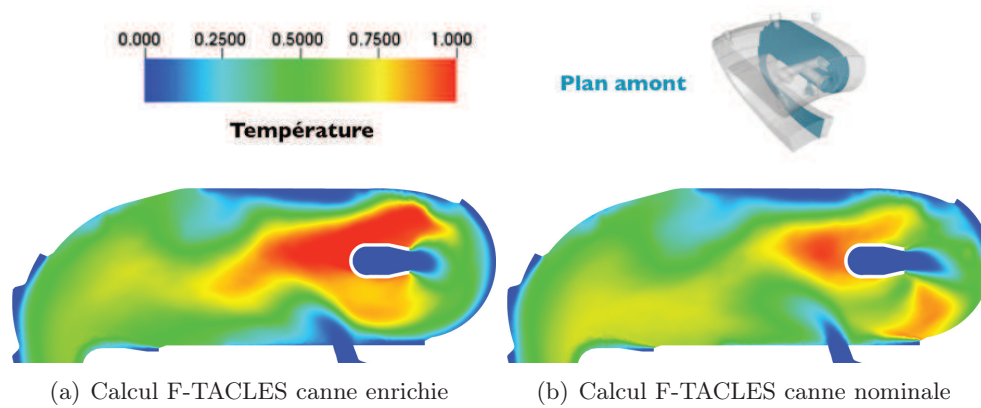 0.000 0.2500 0.5000 0.7500 1.000
Température
Plan amont
(a) Calcul F-TACLES canne enrichie
(b) Calcul F-TACLES canne nominale